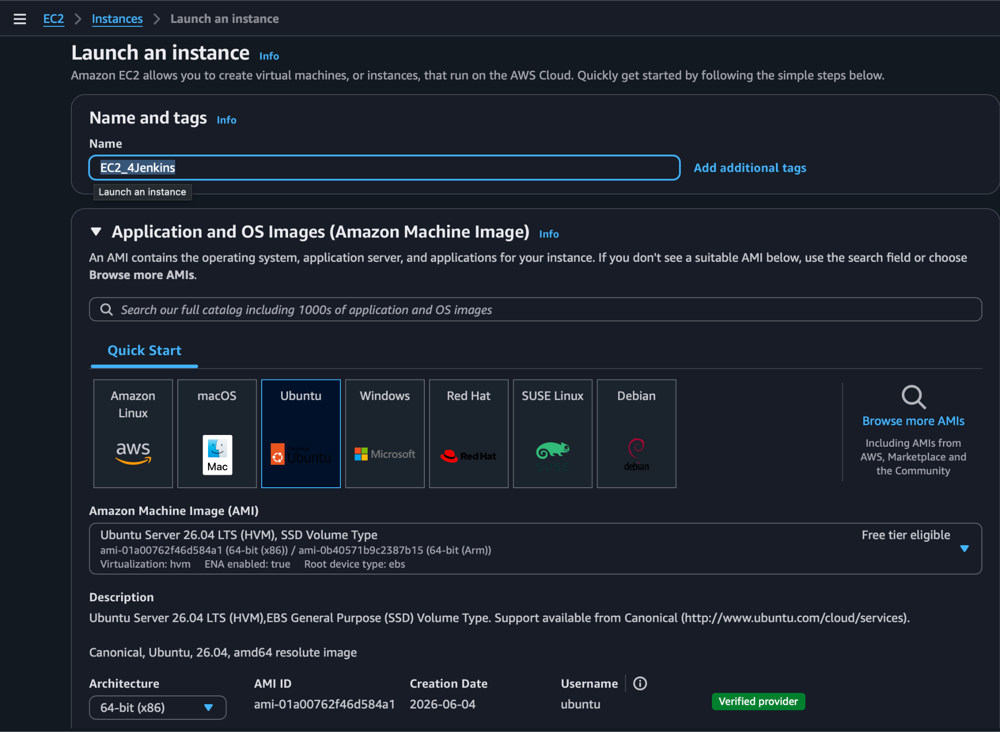 EC2 > Instances > Launch an instance
Launch an instance Info
Amazon EC2 allows you to create virtual machines, or instances, that run on the AWS Cloud. Quickly get started by following the simple steps below.
Name and tags Info
Name
EC2_4Jenkins
Add additional tags
Launch an instance
Application and OS Images (Amazon Machine Image) Info
An AMI contains the operating system, application server, and applications for your instance. If you don't see a suitable AMI below, use the search field or choose
Browse more AMIs.
Search our full catalog including 1000s of application and OS images
Quick Start
Amazon
Linux
aws
macOS
Mac
Ubuntu
Canonical
Ubuntu
Windows
Microsoft
Red Hat
Red Hat
SUSE Linux
SUSE
Debian
debian
Browse more AMIs
Including AMIs from
AWS, Marketplace and
the Community
Amazon Machine Image (AMI)
Ubuntu Server 26.04 LTS (HVM), SSD Volume Type
Free tier eligible
ami-01a00762f46d584a1 (64-bit (x86)) / ami-0b40571b9c2387b15 (64-bit (Arm))
Virtualization: hvm ENA enabled: true Root device type: ebs
Description
Ubuntu Server 26.04 LTS (HVM),EBS General Purpose (SSD) Volume Type. Support available from Canonical (http://www.ubuntu.com/cloud/services).
Canonical, Ubuntu, 26.04, amd64 resolute image
Architecture AMI ID Creation Date Username
64-bit (x86) ami-01a00762f46d584a1 2026-06-04 ubuntu Verified provider